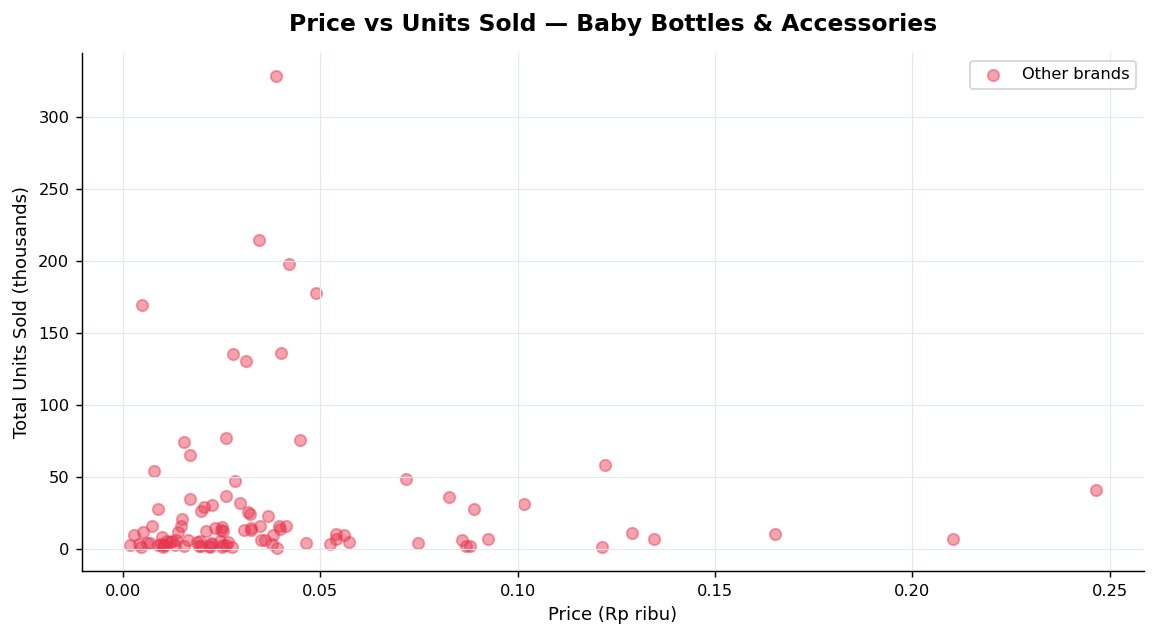 Price vs Units Sold — Baby Bottles & Accessories
Other brands
Total Units Sold (thousands)
300
250
200
150
100
50
0
0.00 0.05 0.10 0.15 0.20 0.25
Price (Rp ribu)